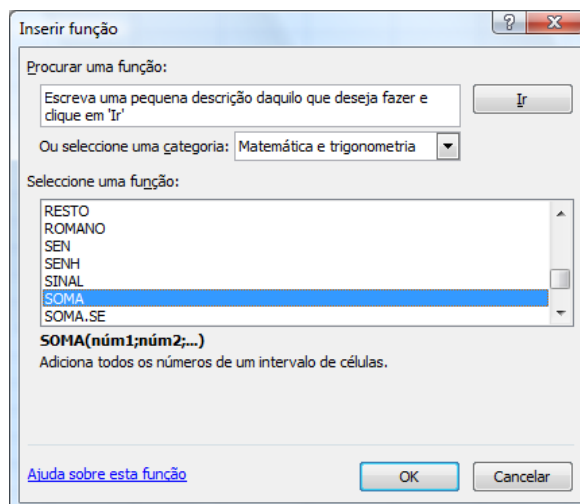 Inserir função
Procurar uma função:
Escreva uma pequena descrição daquilo que deseja fazer e
clique em 'Ir'
Ir
Ou seleccione uma categoria: Matemática e trigonometria
Seleccione uma função:
RESTO
ROMANO
SEN
SENH
SINAL
SOMA
SOMA.SE
SOMA(núm1;núm2;...)
Adiciona todos os números de um intervalo de células.
Ajuda sobre esta função
OK
Cancelar